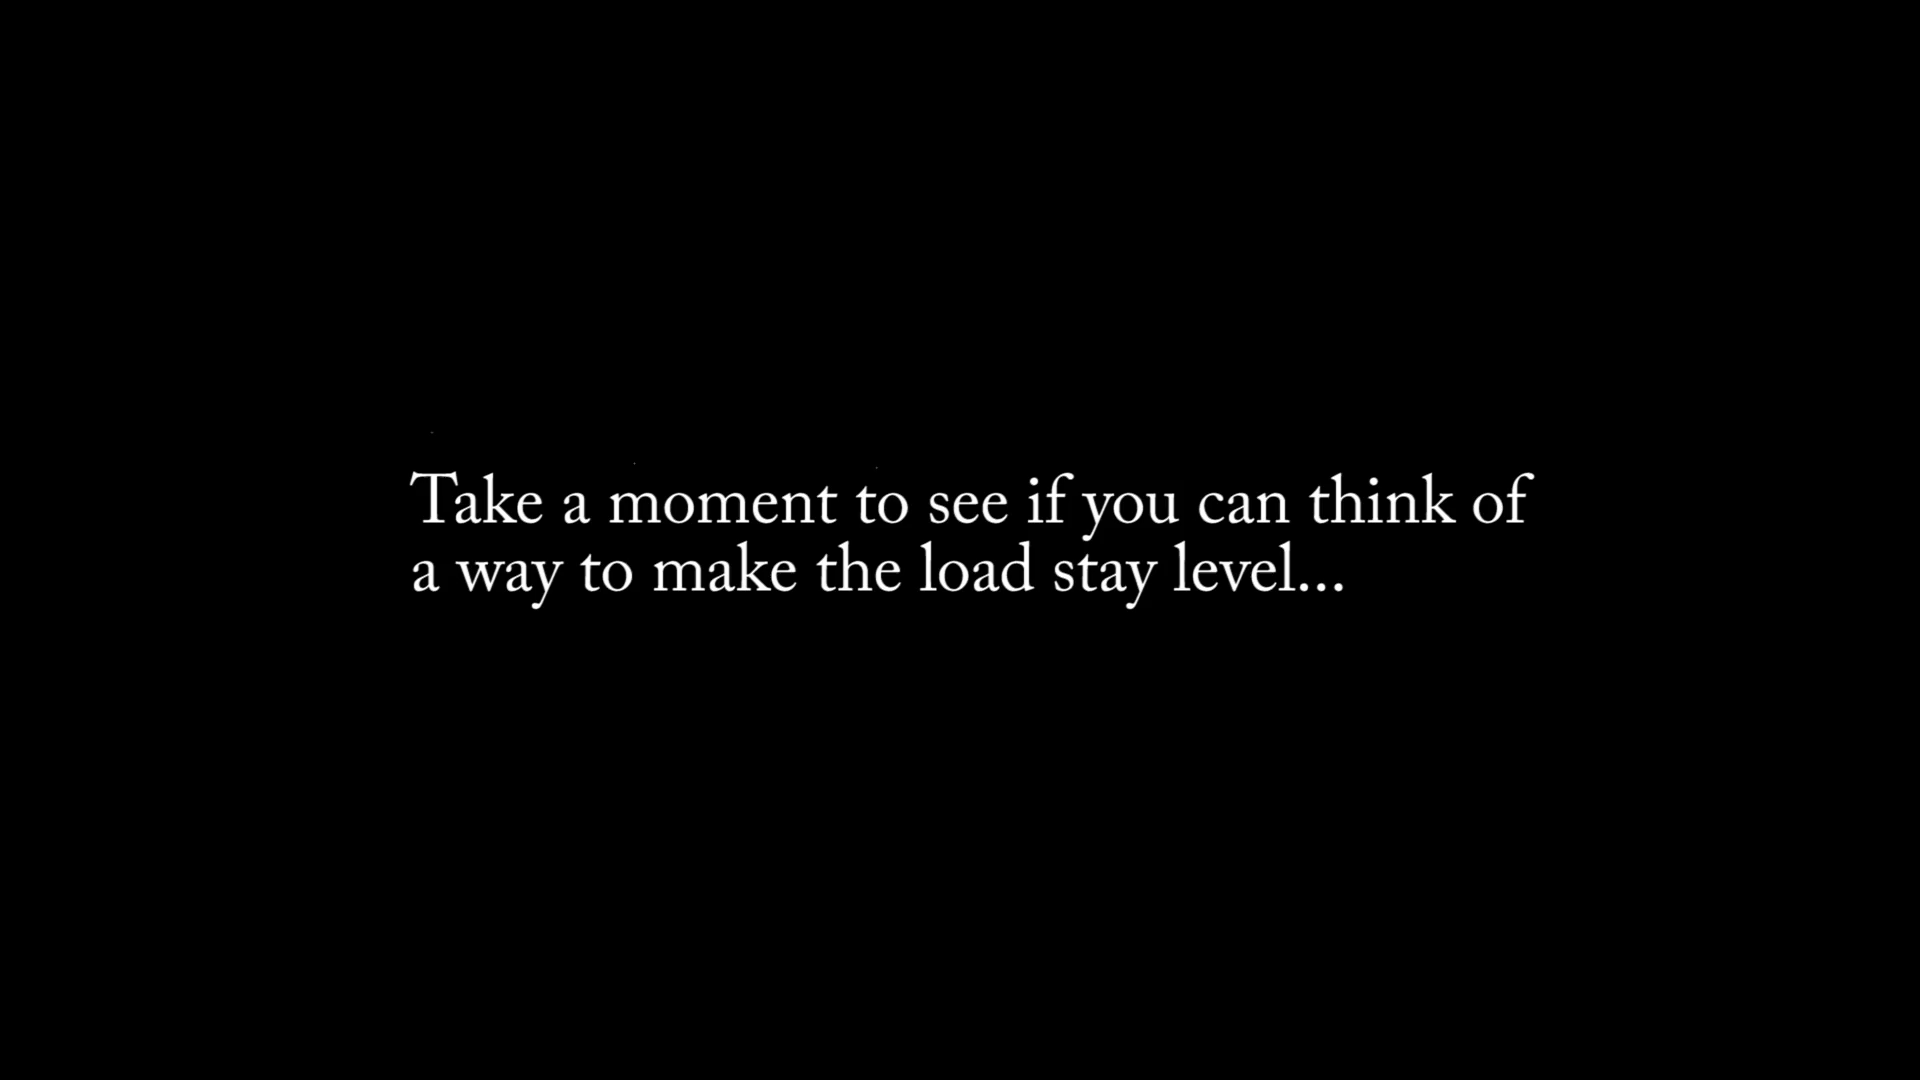 Take a moment to see if you can think of
a way to make the load stay level...